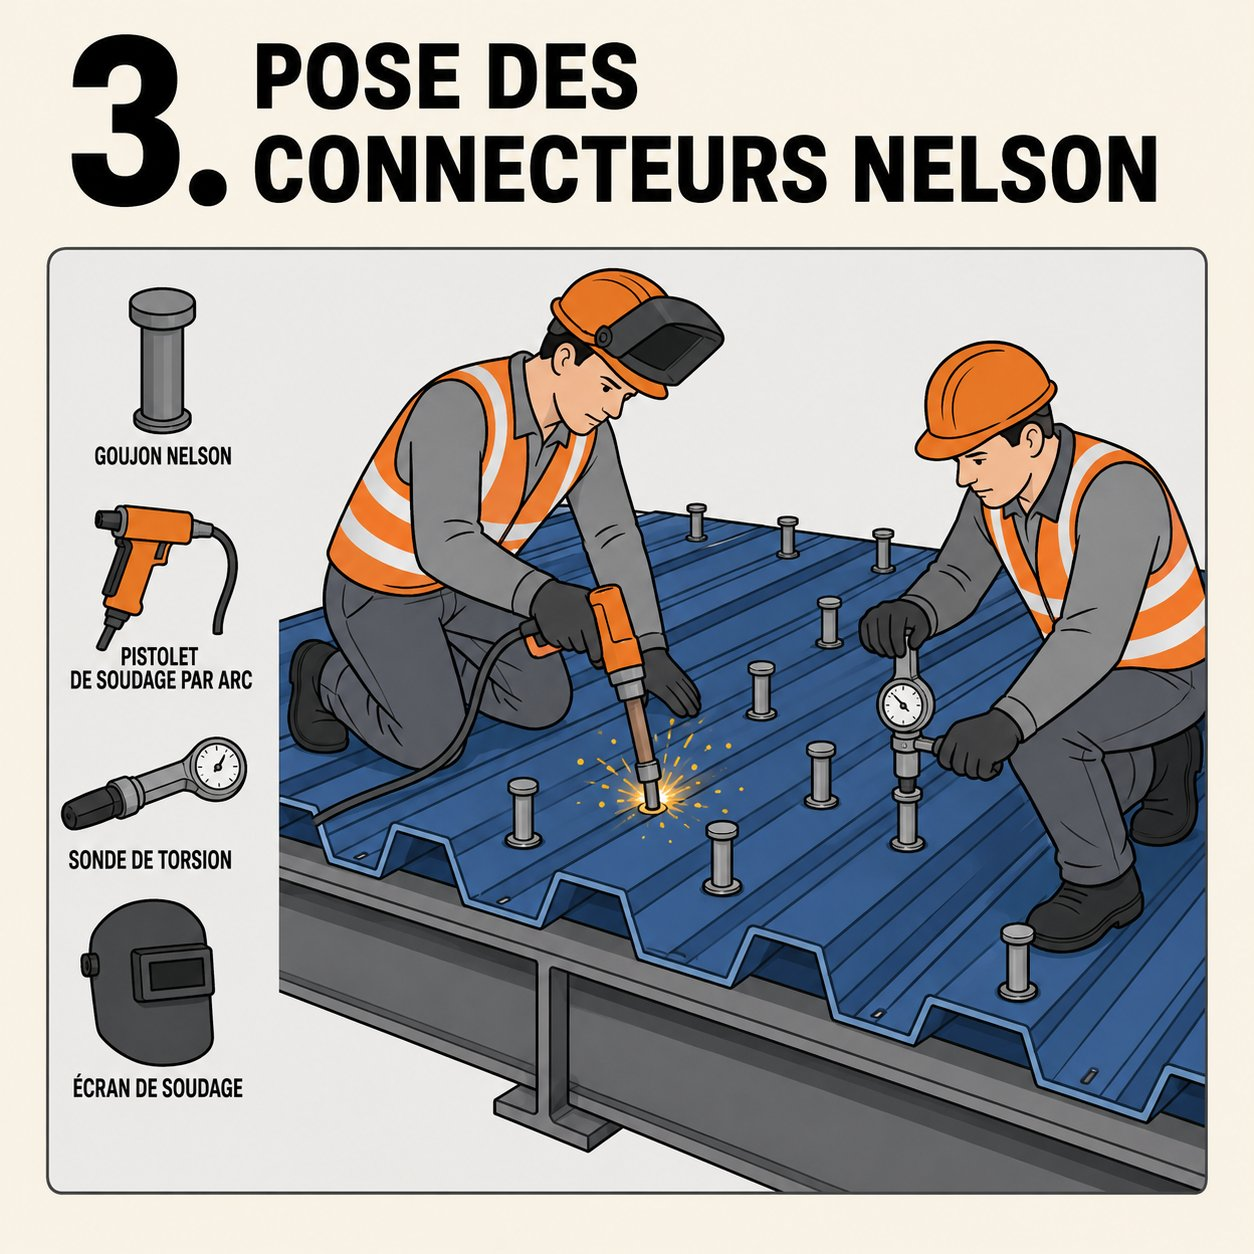 3. POSE DES
CONNECTEURS NELSON
GOUJON NELSON
PISTOLET
DE SOUDAGE PAR ARC
SONDE DE TORSION
ÉCRAN DE SOUDAGE